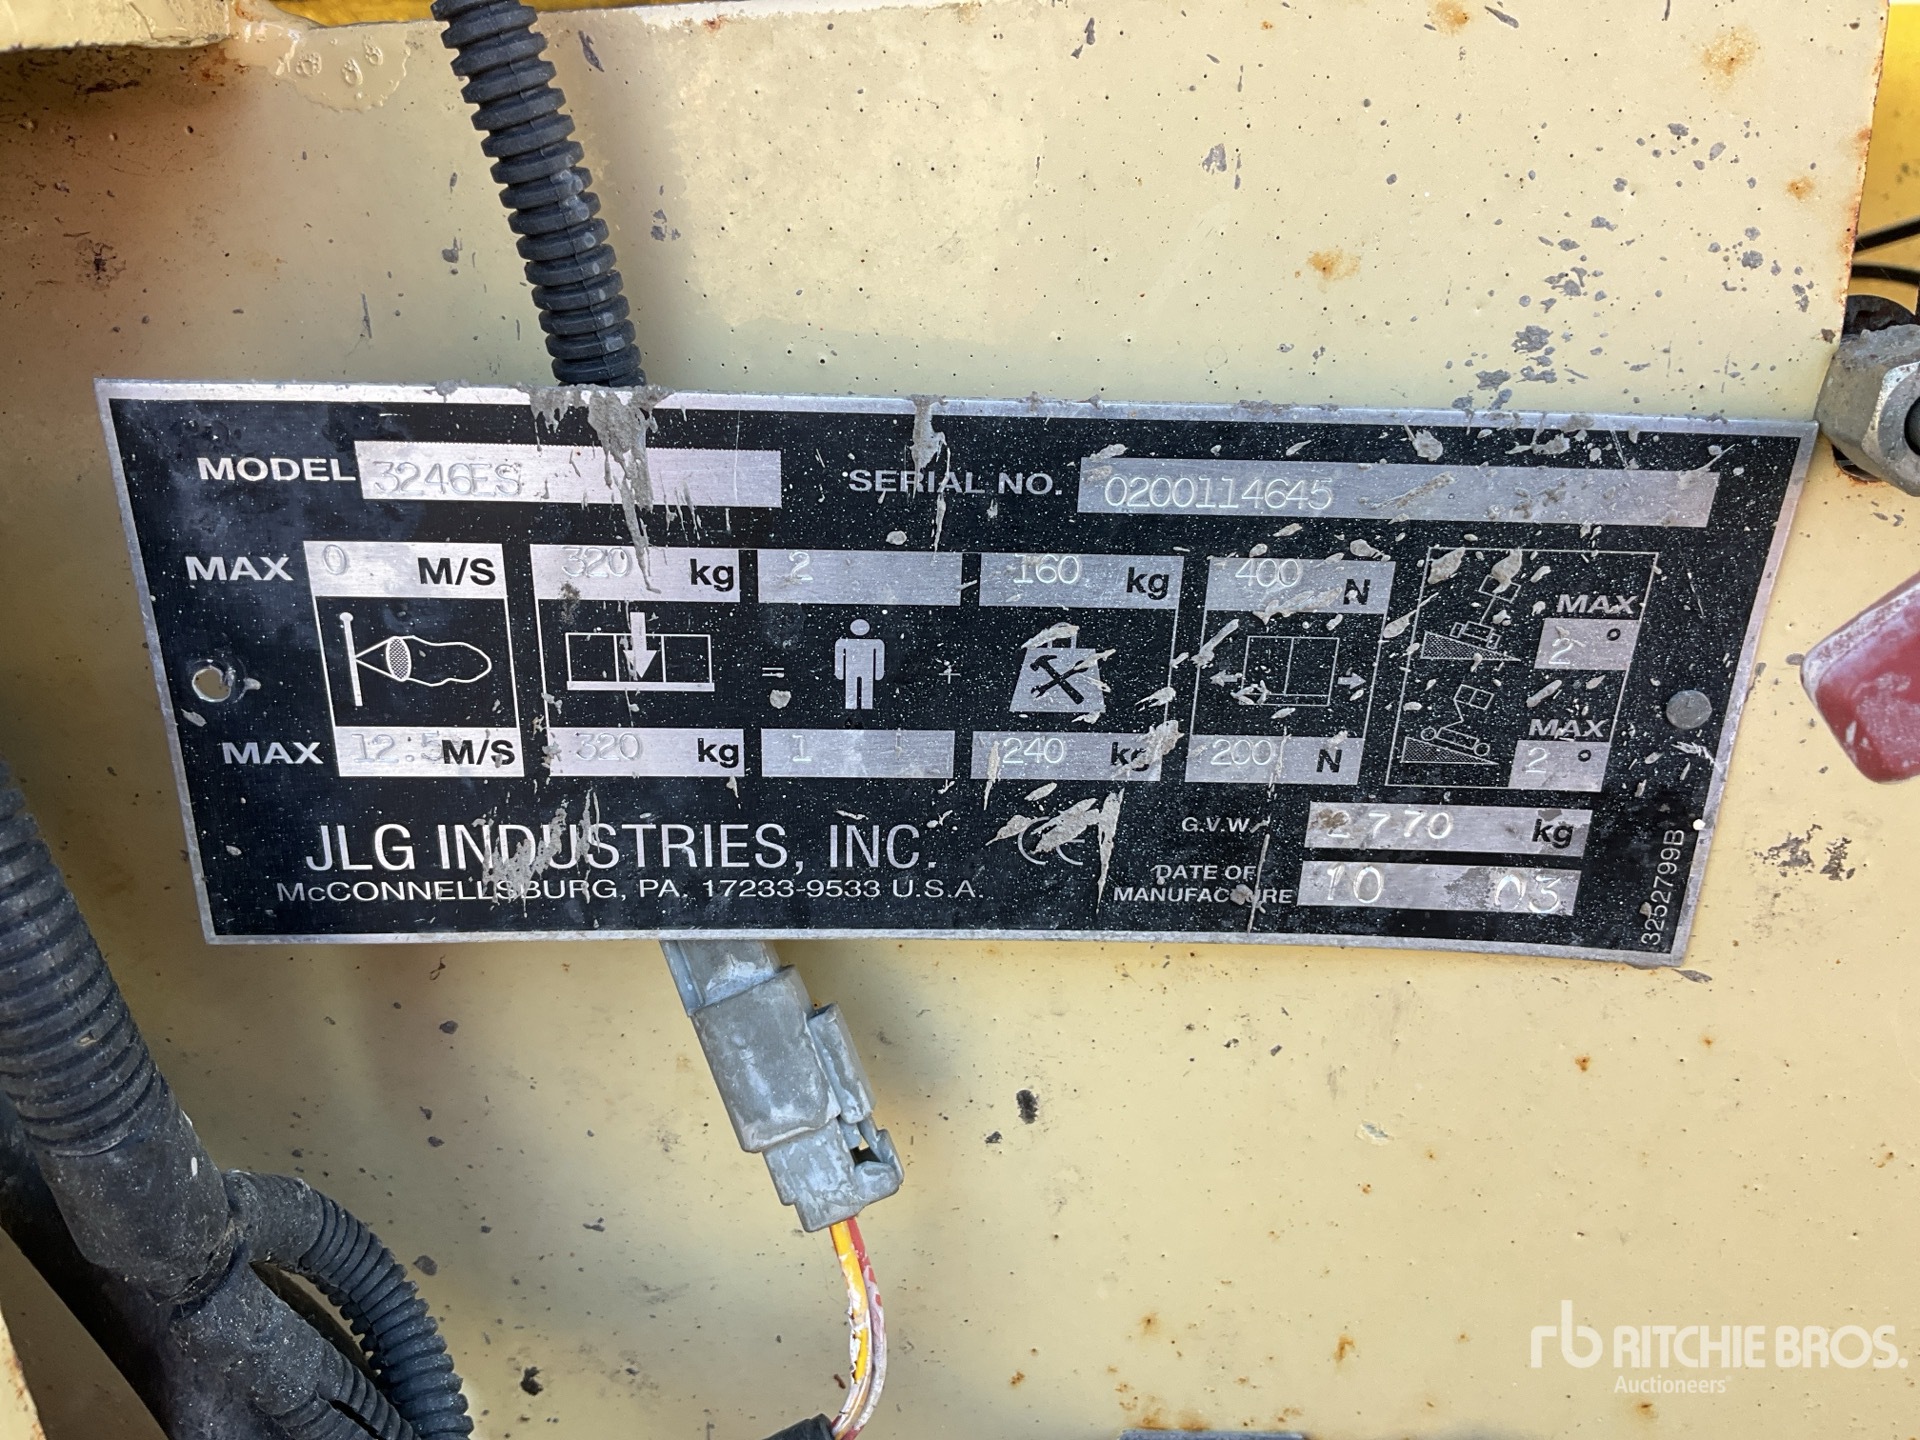 MODEL 3246ES SERIAL NO. 0200114645
MAX 0 M/S 320 kg 2 160 kg 400 N
MAX
2 °
= +
MAX
MAX 12.5 M/S 320 kg 1 240 kg 200 N 2 °
JLG INDUSTRIES, INC.
McCONNELLSBURG, PA. 17233-9533 U.S.A.
G.V.W. 2770 kg
DATE OF
MANUFACTURE 10 03
3252799B
rb RITCHIE BROS.
Auctioneers